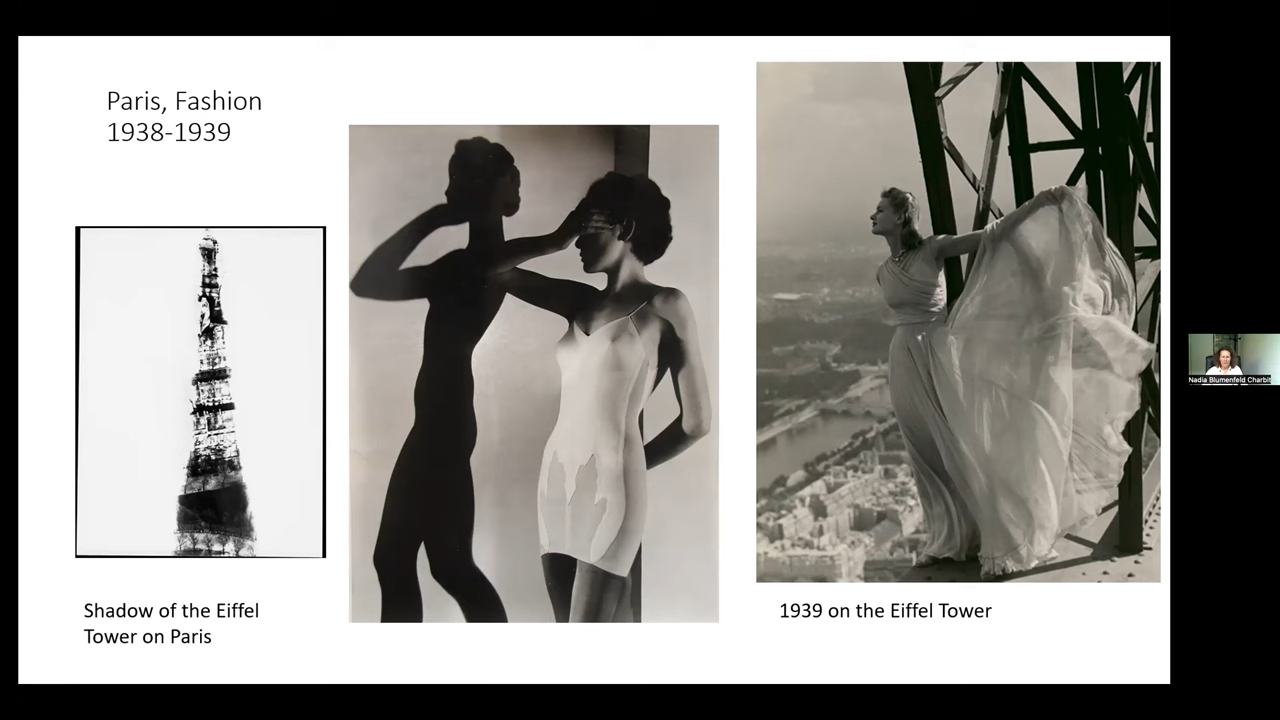 Paris, Fashion
1938-1939
Shadow of the Eiffel
Tower on Paris
1939 on the Eiffel Tower
Nadia Blumenfeld Charbit